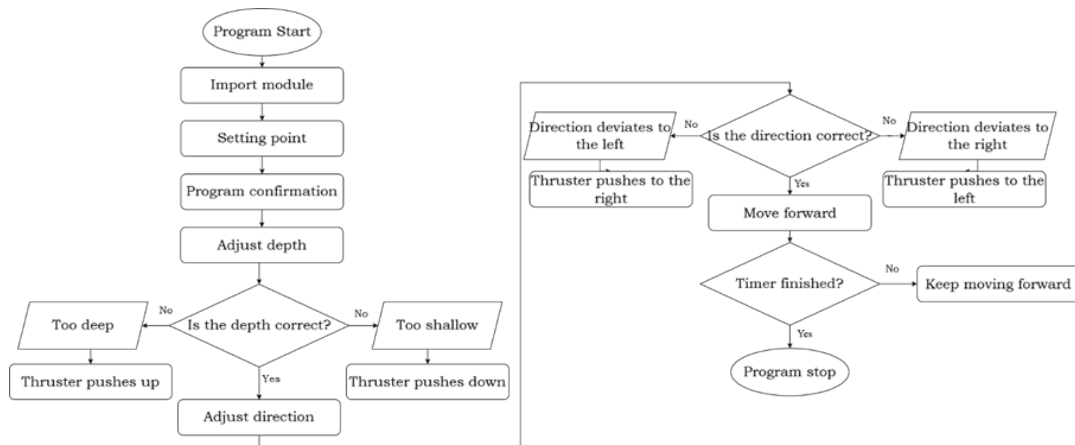 Program Start
Import module
Setting point
Program confirmation
Adjust depth
Is the depth correct?
No
No
Too deep
Too shallow
Thruster pushes up
Thruster pushes down
Yes
Adjust direction
Is the direction correct?
No
No
Direction deviates to
the left
Direction deviates to
the right
Thruster pushes to the
right
Thruster pushes to the
left
Yes
Move forward
Timer finished?
No
Keep moving forward
Yes
Program stop